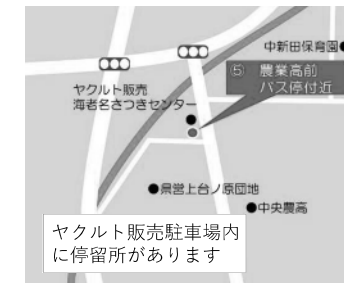 中新田保育園●
⑤ 農業高前
バス停付近
ヤクルト販売
海老名さつきセンター
●県営上台ノ原団地
●中央農高
ヤクルト販売駐車場内
に停留所があります